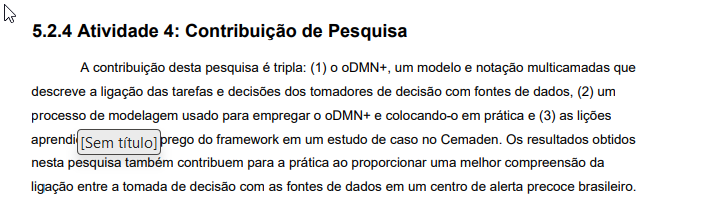 5.2.4 Atividade 4: Contribuição de Pesquisa
A contribuição desta pesquisa é tripla: (1) o oDMN+, um modelo e notação multicamadas que
descreve a ligação das tarefas e decisões dos tomadores de decisão com fontes de dados, (2) um
processo de modelagem usado para empregar o oDMN+ e colocando-o em prática e (3) as lições
[Sem título] do framework em um estudo de caso no Cemaden. Os resultados obtidos
nesta pesquisa também contribuem para a prática ao proporcionar uma melhor compreensão da
ligação entre a tomada de decisão com as fontes de dados em um centro de alerta precoce brasileiro.